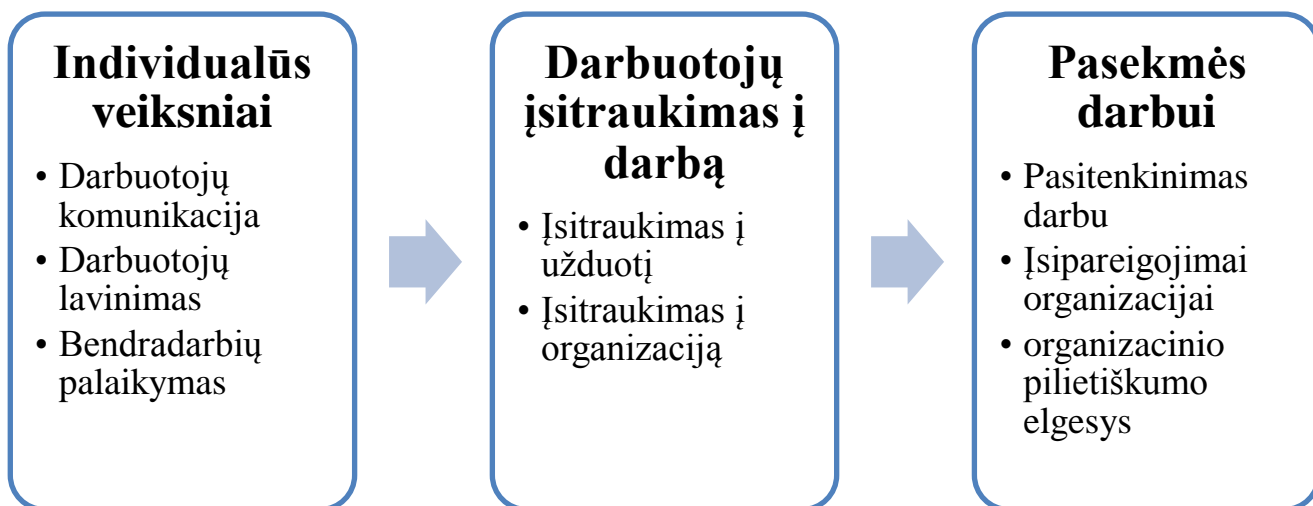 Individualūs
veiksniai
• Darbuotojų
komunikacija
• Darbuotojų
lavinimas
• Bendradarbių
palaikymas
Darbuotojų
įsitraukimas į
darbą
• Įsitraukimas į
užduotį
• Įsitraukimas į
organizaciją
Pasekmės
darbui
• Pasitenkinimas
darbu
• Įsipareigojimai
organizacijai
• organizacinio
pilietiškumo
elgesys